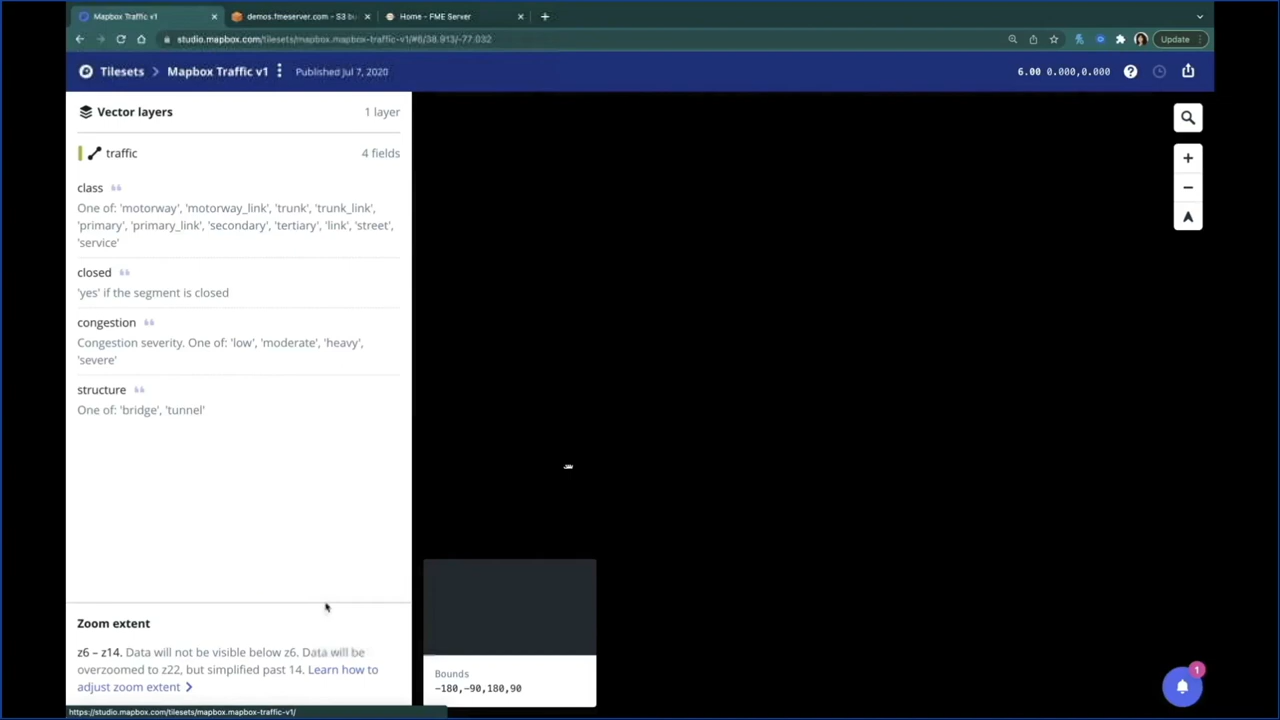 Mapbox Traffic v1
demos.fmeserver.com - S3 bu
Home - FME Server
studio.mapbox.com/tilesets/mapbox.mapbox-traffic-v1/#6/38.913/-77.032
Update
Tilesets > Mapbox Traffic v1 Published Jul 7, 2020
6.00 0.000,0.000
Vector layers 1 layer
traffic 4 fields
class
One of: 'motorway', 'motorway_link', 'trunk', 'trunk_link',
'primary', 'primary_link', 'secondary', 'tertiary', 'link', 'street',
'service'
closed
'yes' if the segment is closed
congestion
Congestion severity. One of: 'low', 'moderate', 'heavy',
'severe'
structure
One of: 'bridge', 'tunnel'
Zoom extent
z6 – z14. Data will not be visible below z6. Data will be
overzoomed to z22, but simplified past 14. Learn how to
adjust zoom extent
Bounds
-180,-90,180,90
1
https://studio.mapbox.com/tilesets/mapbox.mapbox-traffic-v1/